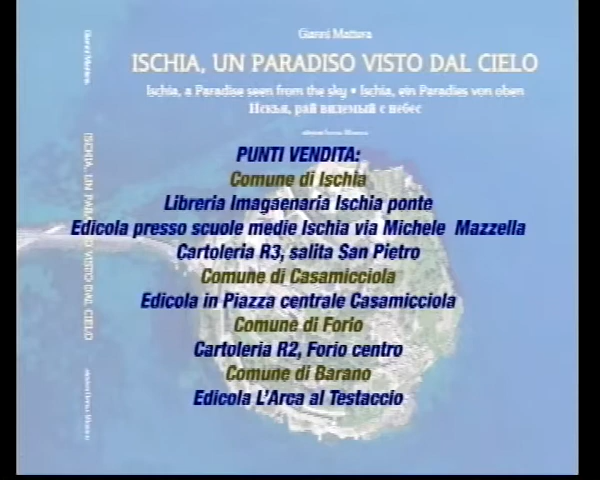 Gianni Mattera
ISCHIA, UN PARADISO VISTO DAL CIELO
Ischia, a Paradise seen from the sky • Ischia, ein Paradies von oben
Искья, рай видемый с небес
PUNTI VENDITA:
Comune di Ischia
Libreria Imagaenaria Ischia ponte
Edicola presso scuole medie Ischia via Michele Mazzella
Cartoleria R3, salita San Pietro
Comune di Casamicciola
Edicola in Piazza centrale Casamicciola
Comune di Forio
Cartoleria R2, Forio centro
Comune di Barano
Edicola L'Arca al Testaccio
Gianni Mattera
ISCHIA, UN PARADISO VISTO DAL CIELO